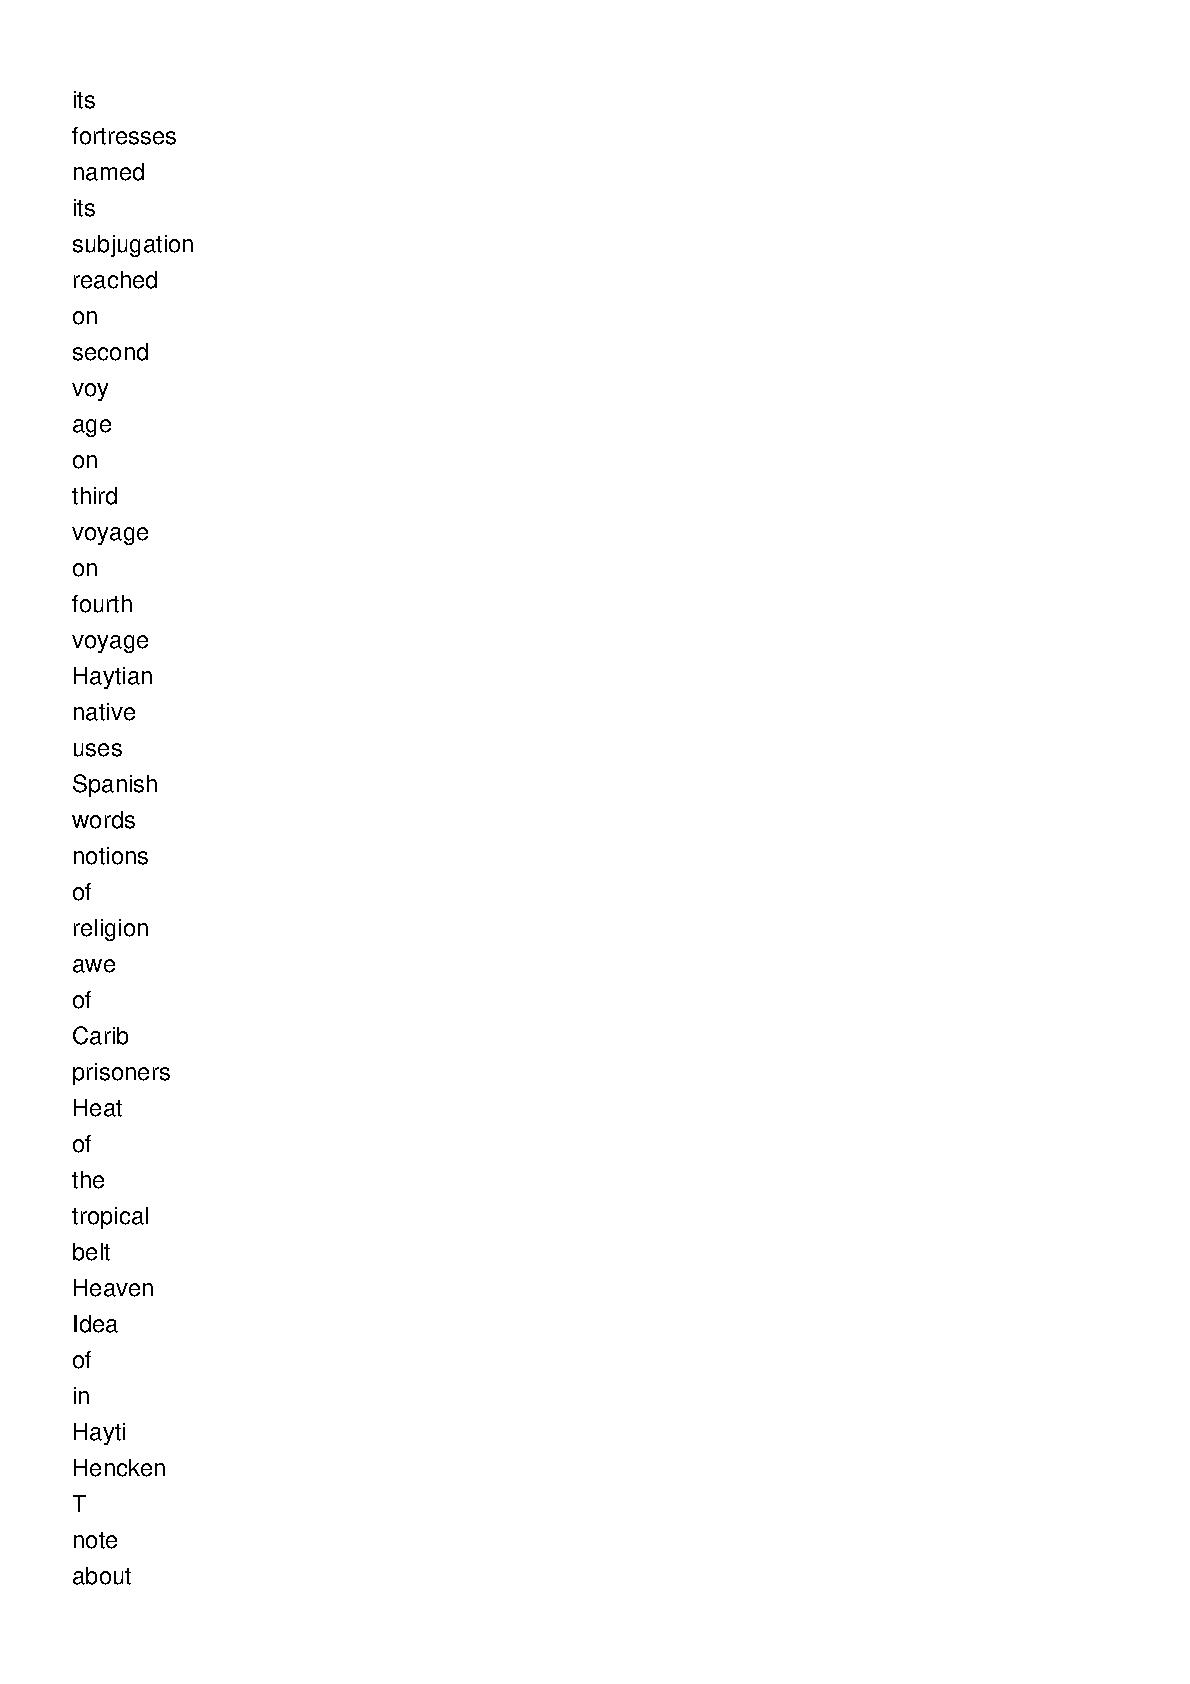 its
fortresses
named
its
subjugation
reached
on
second
voy
age
on
third
voyage
on
fourth
voyage
Haytian
native
uses
Spanish
words
notions
of
religion
awe
of
Carib
prisoners
Heat
of
the
tropical
belt
Heaven
Idea
of
in
Hayti
Hencken
T
note
about